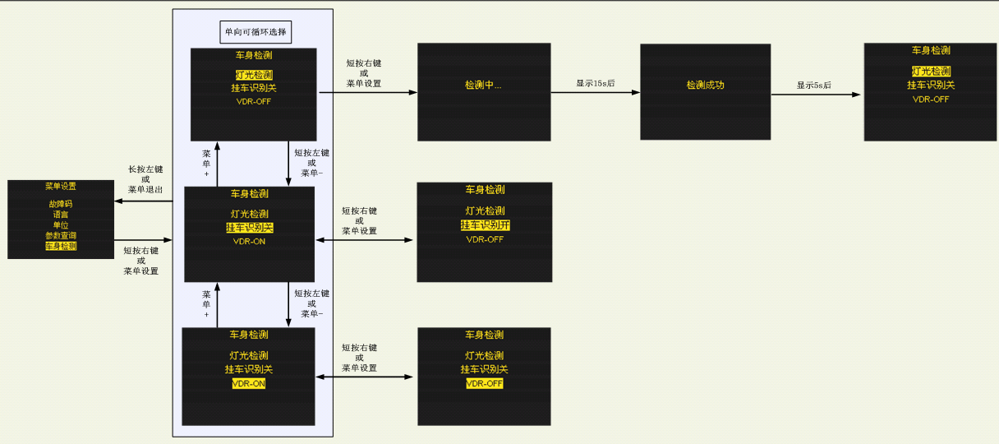 单向可循环选择
车身检测
灯光检测
挂车识别关
VDR-OFF
短按右键
或
菜单设置
检测中...
显示15s后
检测成功
显示5s后
车身检测
灯光检测
挂车识别关
VDR-OFF
菜
单
+
短按左键
或
菜单-
长按左键
或
菜单退出
菜单设置
故障码
语言
单位
参数查询
车身检测
短按右键
或
菜单设置
车身检测
灯光检测
挂车识别关
VDR-ON
短按右键
或
菜单设置
车身检测
灯光检测
挂车识别开
VDR-OFF
菜
单
+
短按左键
或
菜单-
车身检测
灯光检测
挂车识别关
VDR-ON
短按右键
或
菜单设置
车身检测
灯光检测
挂车识别关
VDR-OFF